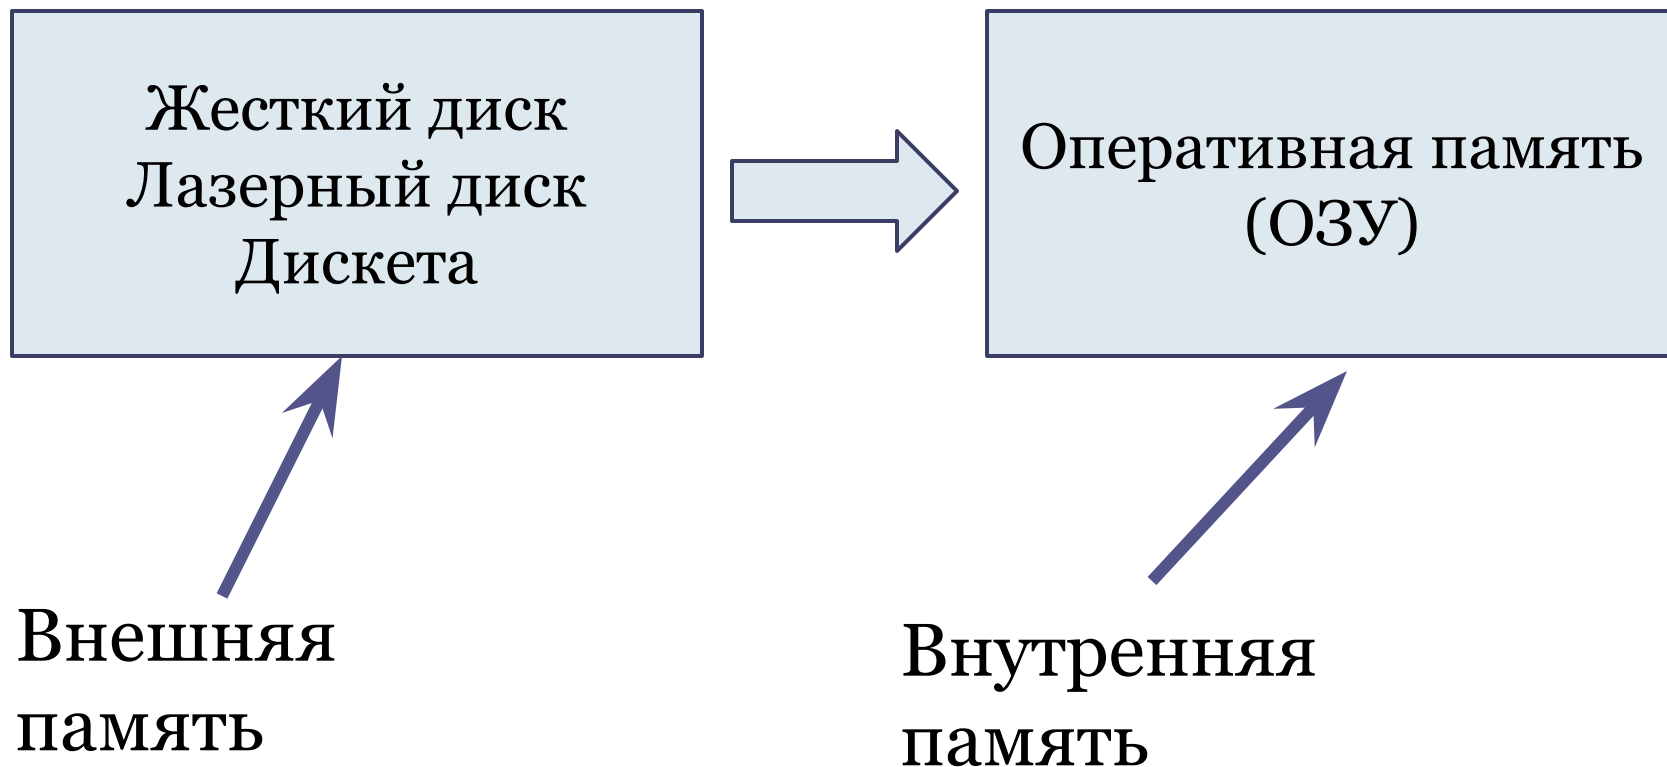 Жесткий диск
Лазерный диск
Дискета
Оперативная память
(ОЗУ)
Внешняя
память
Внутренняя
память